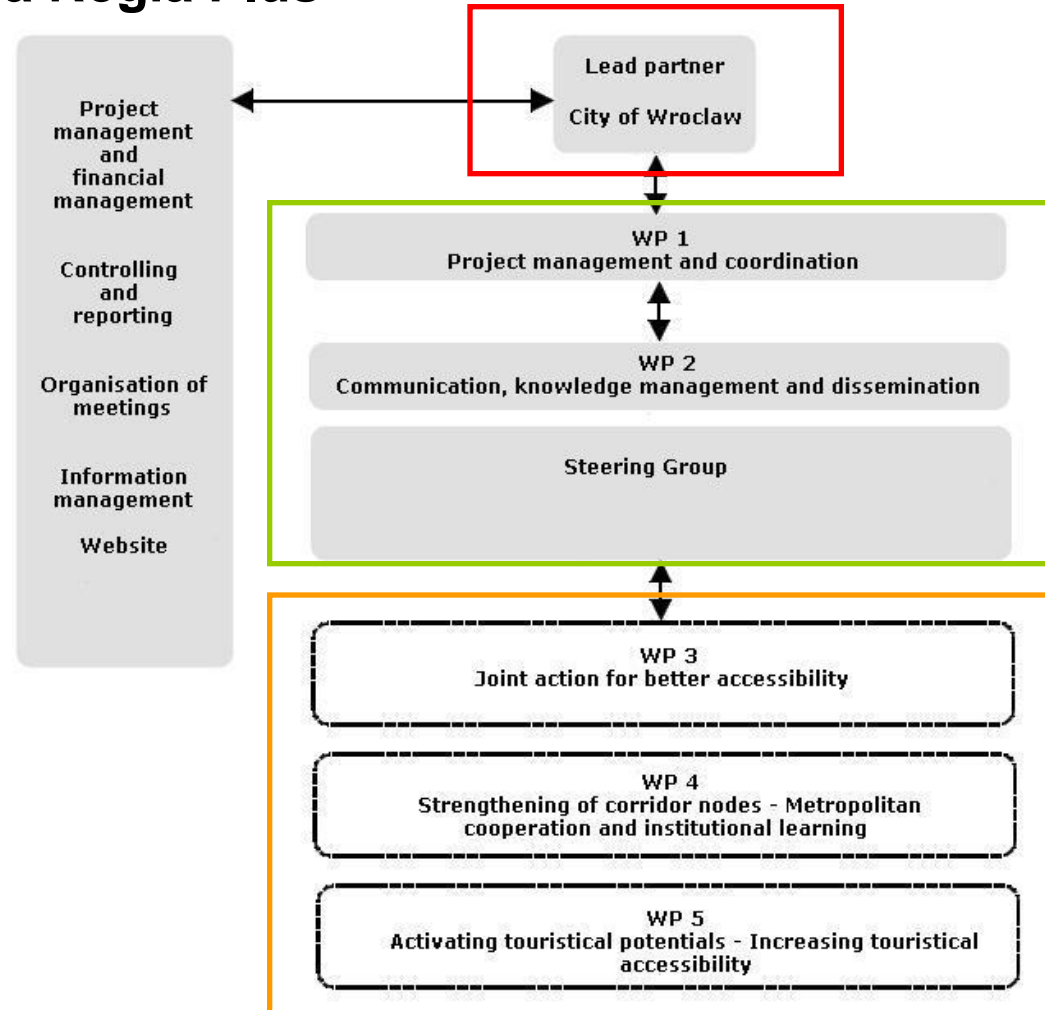 a Regia Plus
Project
management
and
financial
management
Controlling
and
reporting
Organisation of
meetings
Information
management
Website
Lead partner
City of Wroclaw
WP 1
Project management and coordination
WP 2
Communication, knowledge management and dissemination
Steering Group
WP 3
Joint action for better accessibility
WP 4
Strengthening of corridor nodes - Metropolitan
cooperation and institutional learning
WP 5
Activating touristical potentials - Increasing touristical
accessibility